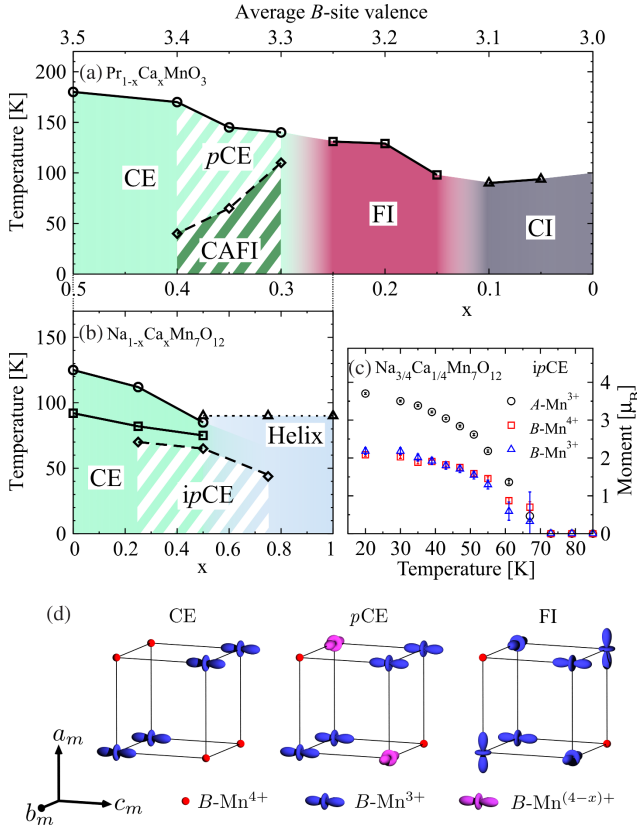 Average B-site valence
3.5 3.4 3.3 3.2 3.1 3.0
(a) Pr1-xCaxMnO3
Temperature [K]
200
150
100
50
0
CE
pCE
CAFI
FI
CI
0.5 0.4 0.3 0.2 0.1 0
x
(b) Na1-xCaxMn7O12
Temperature [K]
150
100
50
0
Helix
CE
ipCE
0 0.2 0.4 0.6 0.8 1
x
(c) Na3/4Ca1/4Mn7O12 ipCE
A-Mn3+
B-Mn4+
B-Mn3+
4
3
2
1
0
Moment [μB]
20 30 40 50 60 70 80
Temperature [K]
(d)
CE pCE FI
am
bm
cm
B-Mn4+ B-Mn3+ B-Mn(4−x)+